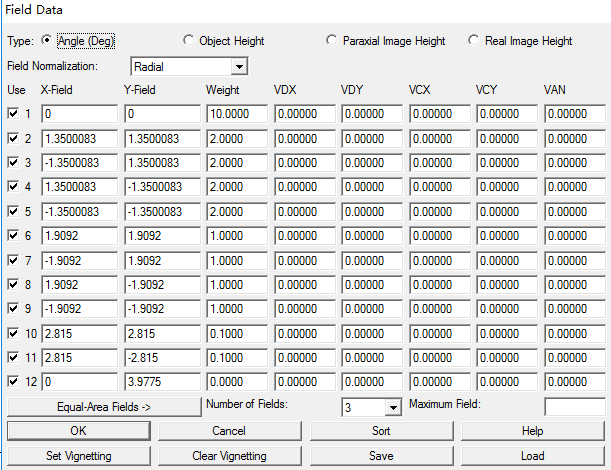 Field Data
Type: Angle (Deg) Object Height Paraxial Image Height Real Image Height
Field Normalization: Radial
Use X-Field Y-Field Weight VDX VDY VCX VCY VAN
1 0 0 10.0000 0.00000 0.00000 0.00000 0.00000 0.00000
2 1.3500083 1.3500083 2.0000 0.00000 0.00000 0.00000 0.00000 0.00000
3 -1.3500083 1.3500083 2.0000 0.00000 0.00000 0.00000 0.00000 0.00000
4 1.3500083 -1.3500083 2.0000 0.00000 0.00000 0.00000 0.00000 0.00000
5 -1.3500083 -1.3500083 2.0000 0.00000 0.00000 0.00000 0.00000 0.00000
6 1.9092 1.9092 1.0000 0.00000 0.00000 0.00000 0.00000 0.00000
7 -1.9092 1.9092 1.0000 0.00000 0.00000 0.00000 0.00000 0.00000
8 1.9092 -1.9092 1.0000 0.00000 0.00000 0.00000 0.00000 0.00000
9 -1.9092 -1.9092 1.0000 0.00000 0.00000 0.00000 0.00000 0.00000
10 2.815 2.815 0.1000 0.00000 0.00000 0.00000 0.00000 0.00000
11 2.815 -2.815 0.1000 0.00000 0.00000 0.00000 0.00000 0.00000
12 0 3.9775 0.0000 0.00000 0.00000 0.00000 0.00000 0.00000
Equal-Area Fields -> Number of Fields: 3 Maximum Field:
OK Cancel Sort Help
Set Vignetting Clear Vignetting Save Load